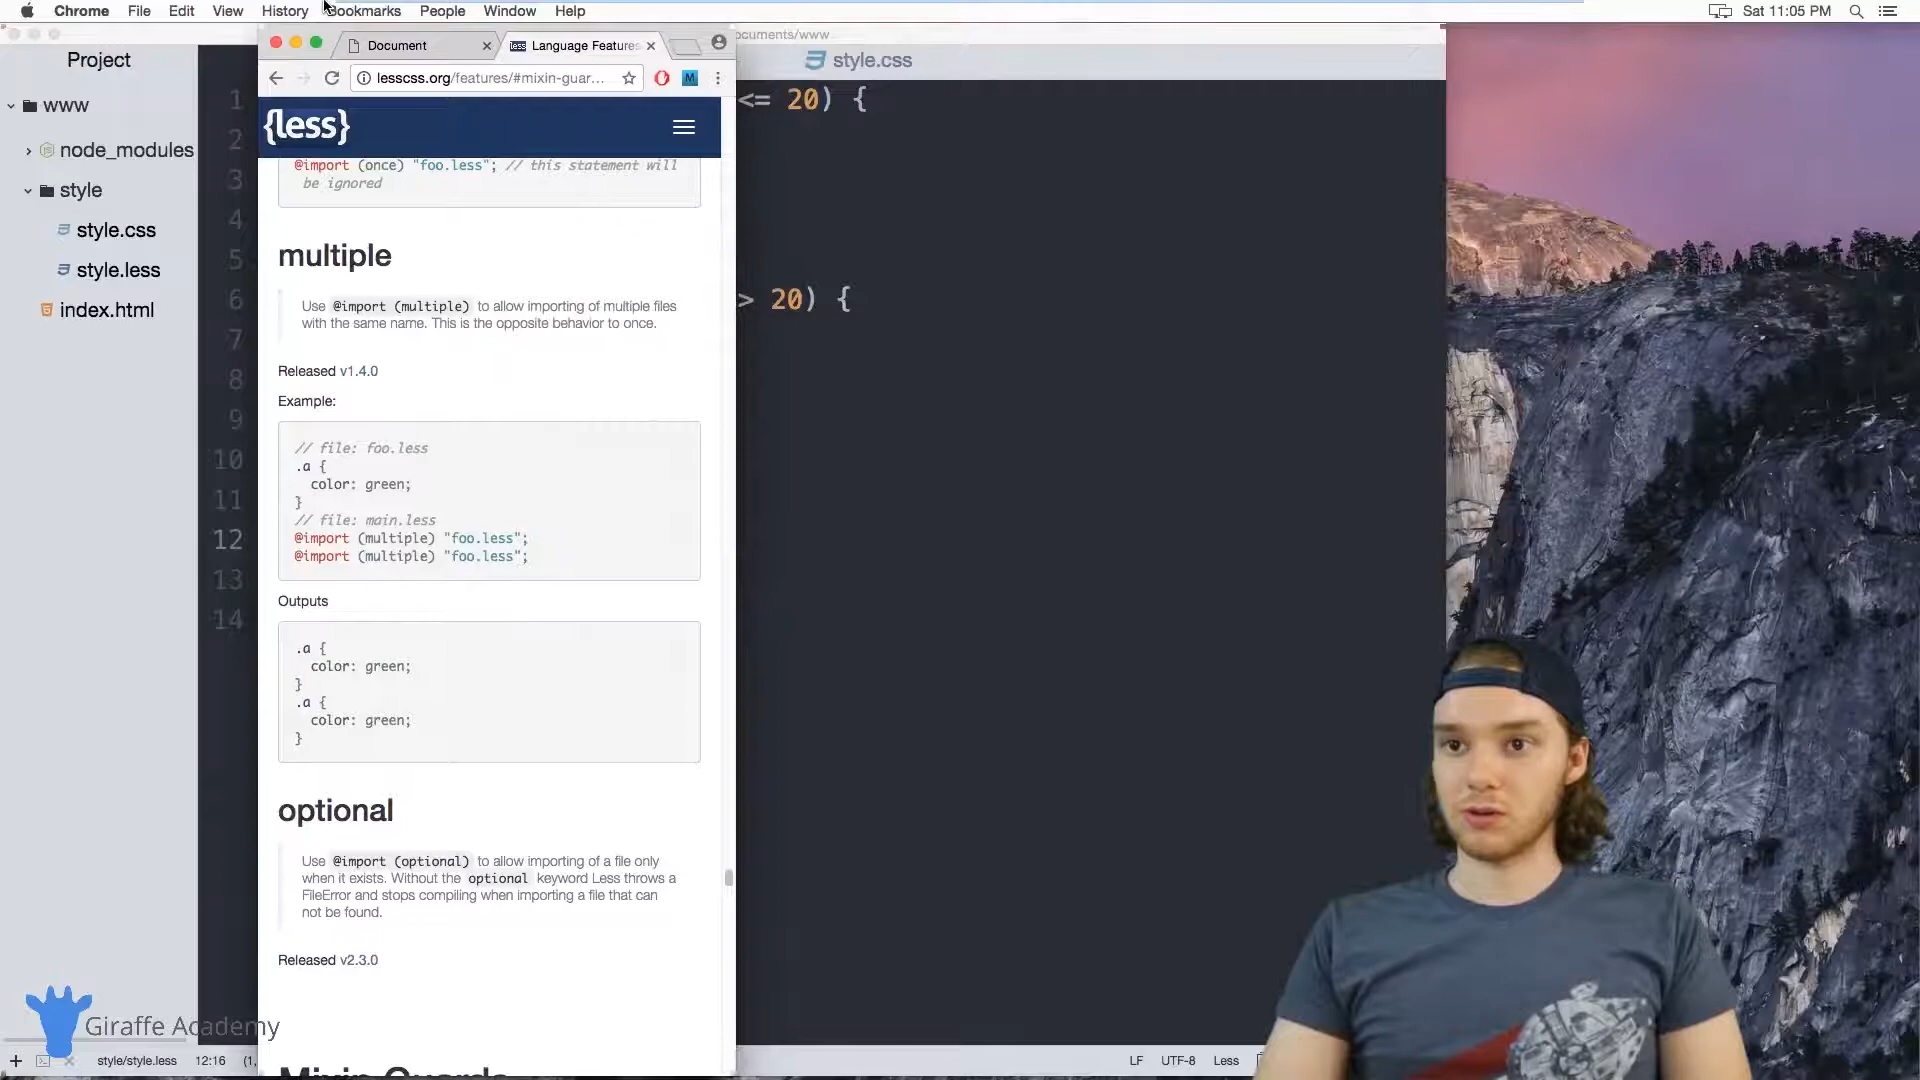 Chrome File Edit View History Bookmarks People Window Help
Sat 11:05 PM
Project
www
node_modules
style
style.css
style.less
index.html
Document
Language Features
lesscss.org/features/#mixin-guar...
{less}
@import (once) "foo.less"; // this statement will
be ignored
multiple
Use @import (multiple) to allow importing of multiple files
with the same name. This is the opposite behavior to once.
Released v1.4.0
Example:
// file: foo.less
.a {
color: green;
}
// file: main.less
@import (multiple) "foo.less";
@import (multiple) "foo.less";
Outputs
.a {
color: green;
}
.a {
color: green;
}
optional
Use @import (optional) to allow importing of a file only
when it exists. Without the optional keyword Less throws a
FileError and stops compiling when importing a file that can
not be found.
Released v2.3.0
Mixin Guards
ocuments/www
style.css
1
2
3
4
5
6
7
8
9
10
11
12
13
14
<= 20) {
> 20) {
Giraffe Academy
style/style.less 12:16 (1,
LF UTF-8 Less